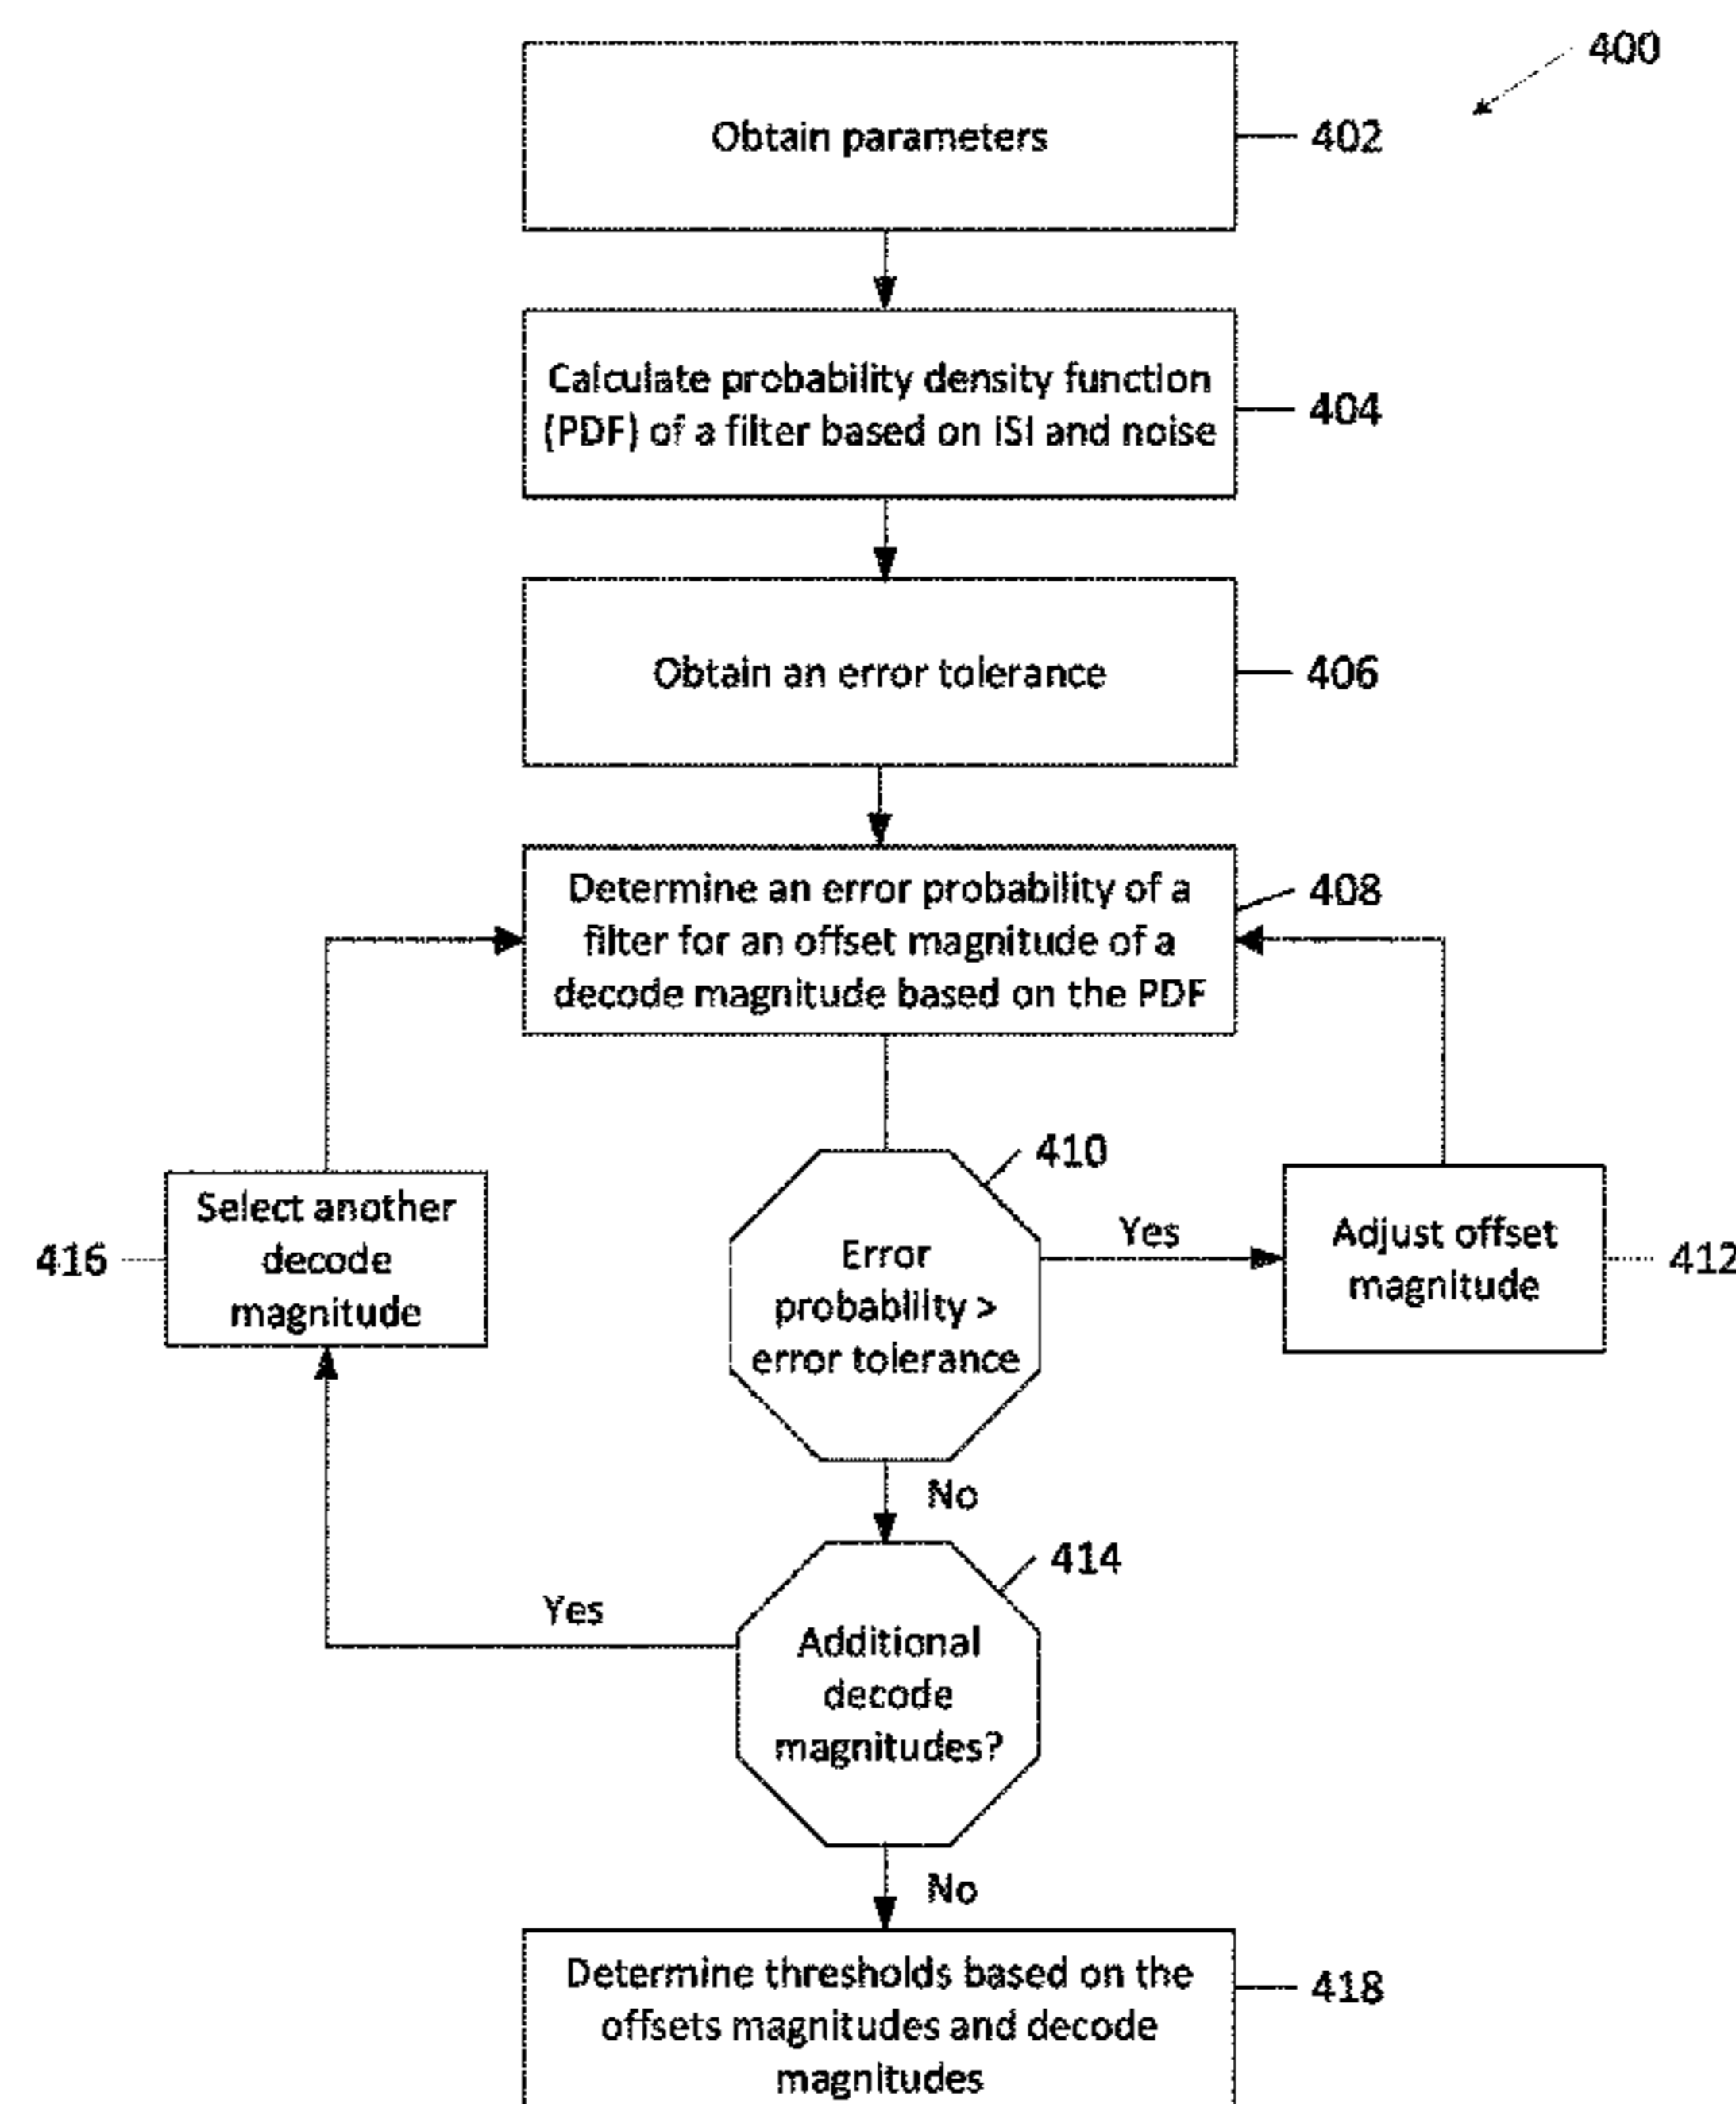 400
Obtain parameters
402
Calculate probability density function
(PDF) of a filter based on ISI and noise
404
Obtain an error tolerance
406
Determine an error probability of a
filter for an offset magnitude of a
decode magnitude based on the PDF
408
410
Error
probability >
error tolerance
Yes
Adjust offset
magnitude
412
Select another
decode
magnitude
416
No
414
Additional
decode
magnitudes?
Yes
No
Determine thresholds based on the
offsets magnitudes and decode
magnitudes
418